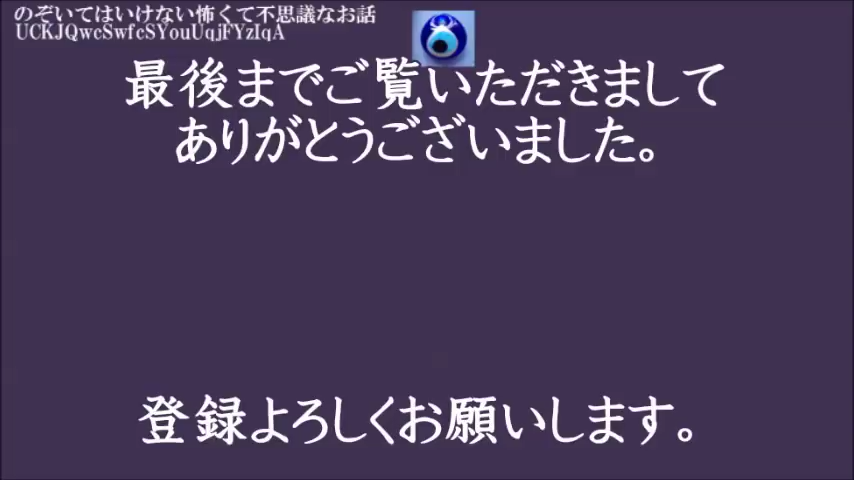 のぞいてはいけない怖くて不思議なお話
UCKJQwcSwfcSYouUqjFYzIqA
最後までご覧いただきまして
ありがとうございました。
登録よろしくお願いします。